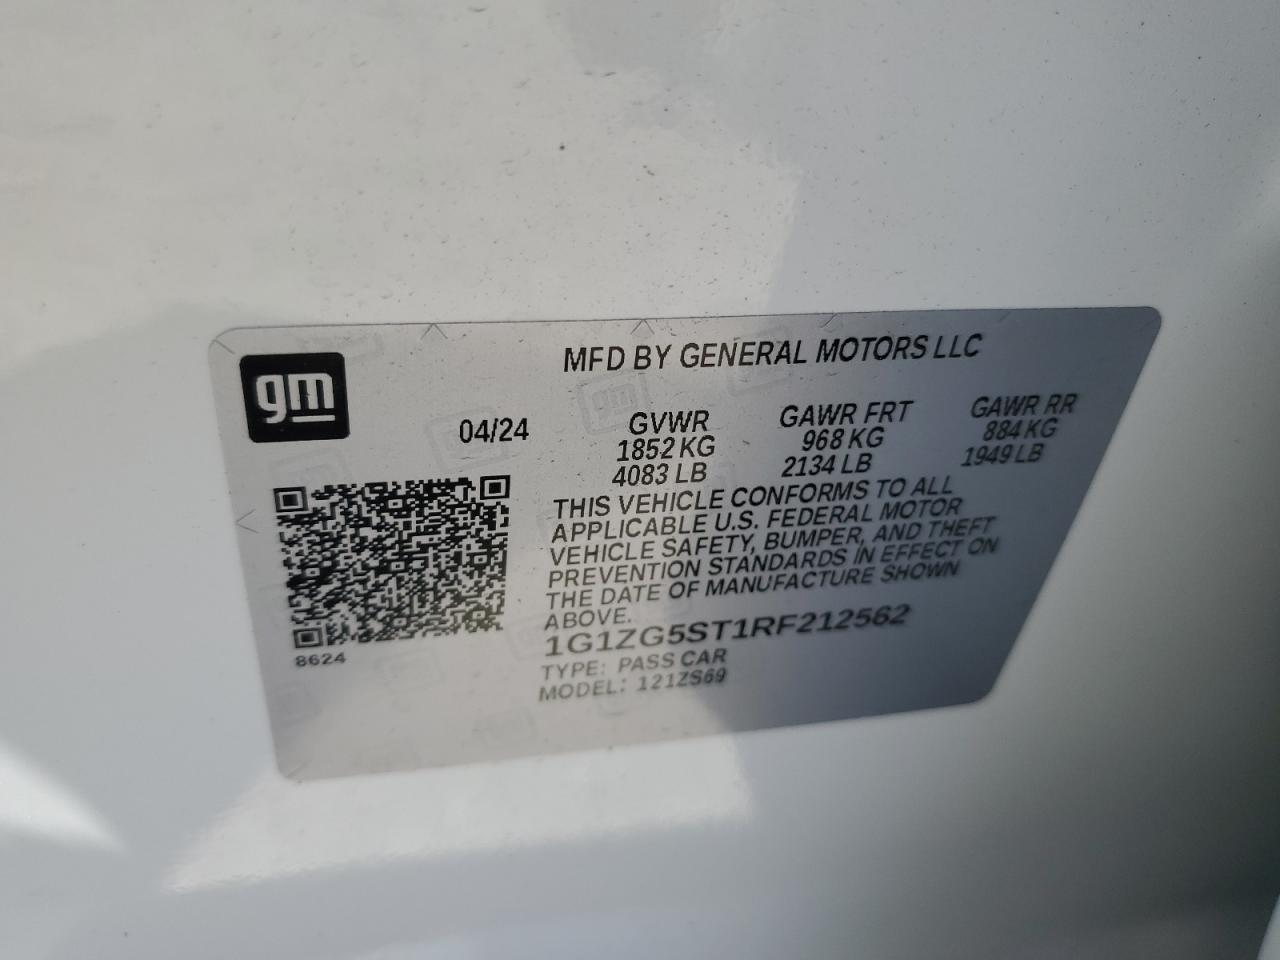 gm
MFD BY GENERAL MOTORS LLC
04/24
GVWR GAWR FRT GAWR RR
1852 KG 968 KG 884 KG
4083 LB 2134 LB 1949 LB
THIS VEHICLE CONFORMS TO ALL
APPLICABLE U.S. FEDERAL MOTOR
VEHICLE SAFETY, BUMPER, AND THEFT
PREVENTION STANDARDS IN EFFECT ON
THE DATE OF MANUFACTURE SHOWN
ABOVE.
1G1ZG5ST1RF212562
8624
TYPE: PASS CAR
MODEL: 121ZS69